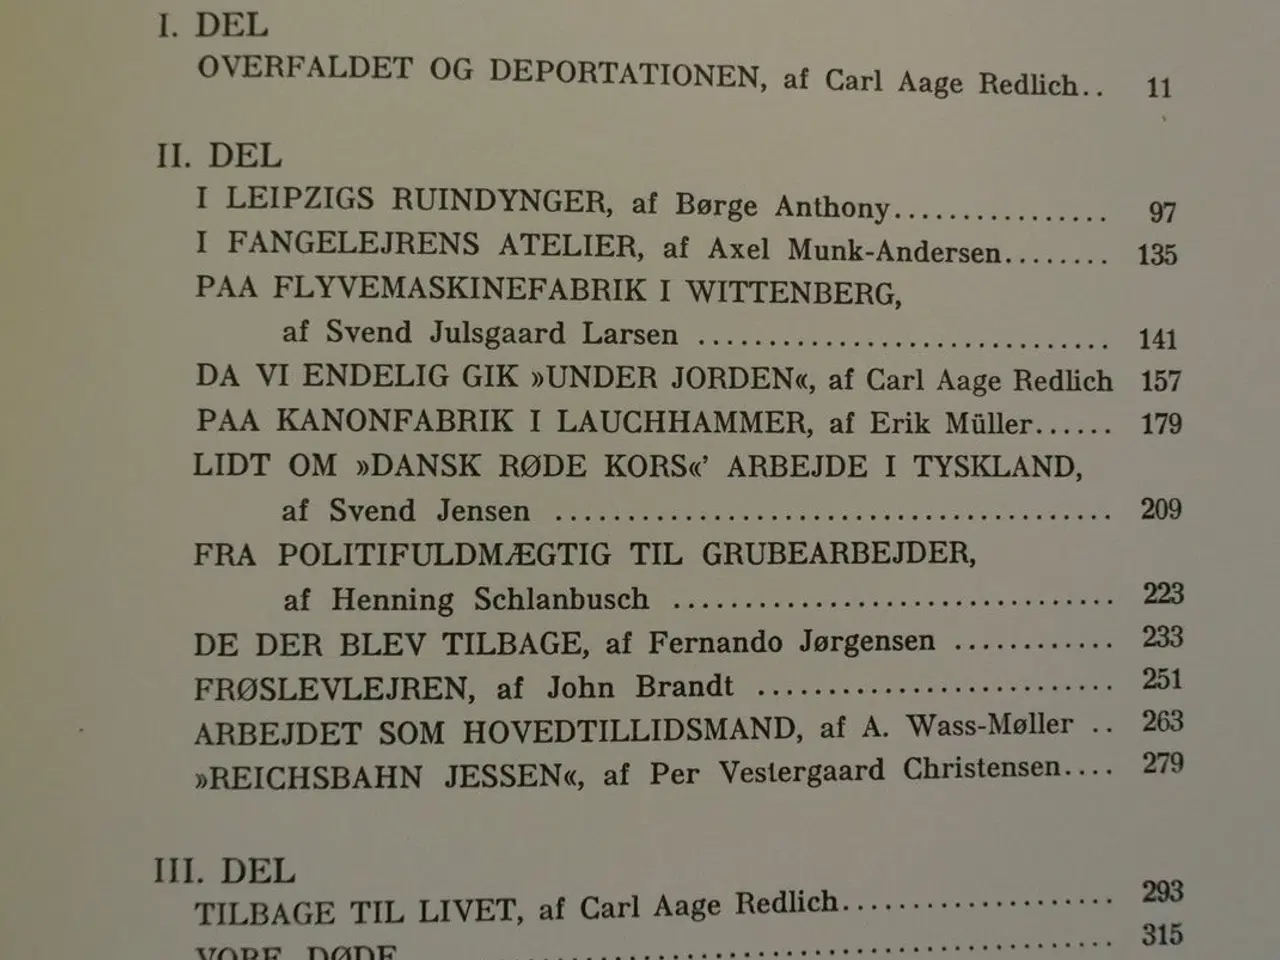 I. DEL
OVERFALDET OG DEPORTATIONEN, af Carl Aage Redlich.. 11
II. DEL
I LEIPZIGS RUINDYNGER, af Børge Anthony................ 97
I FANGELEJRENS ATELIER, af Axel Munk-Andersen........ 135
PAA FLYVEMASKINEFABRIK I WITTENBERG,
af Svend Julsgaard Larsen .............................. 141
DA VI ENDELIG GIK »UNDER JORDEN«, af Carl Aage Redlich 157
PAA KANONFABRIK I LAUCHHAMMER, af Erik Müller...... 179
LIDT OM »DANSK RØDE KORS«' ARBEJDE I TYSKLAND,
af Svend Jensen ........................................ 209
FRA POLITIFULDMÆGTIG TIL GRUBEARBEJDER,
af Henning Schlanbusch ................................ 223
DE DER BLEV TILBAGE, af Fernando Jørgensen ............ 233
FRØSLEVLEJREN, af John Brandt .......................... 251
ARBEJDET SOM HOVEDTILLIDSMAND, af A. Wass-Møller .. 263
»REICHSBAHN JESSEN«, af Per Vestergaard Christensen.... 279
III. DEL
TILBAGE TIL LIVET, af Carl Aage Redlich.................... 293
VORE DØDE .................................................. 315